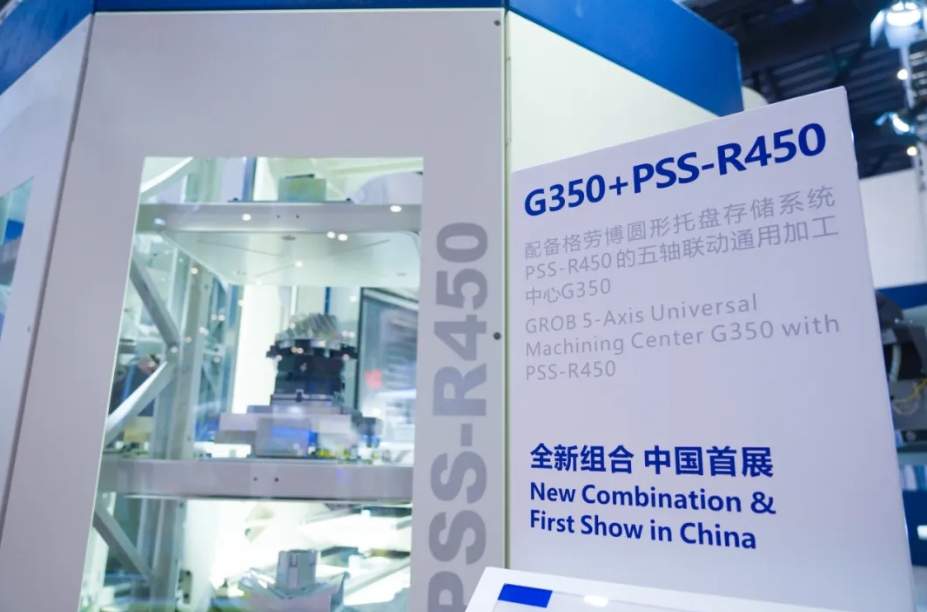 PSS-R450
G350+PSS-R450
配备格劳博圆形托盘存储系统
PSS-R450的五轴联动通用加工
中心G350
GROB 5-Axis Universal
Machining Center G350 with
PSS-R450
全新组合 中国首展
New Combination &
First Show in China